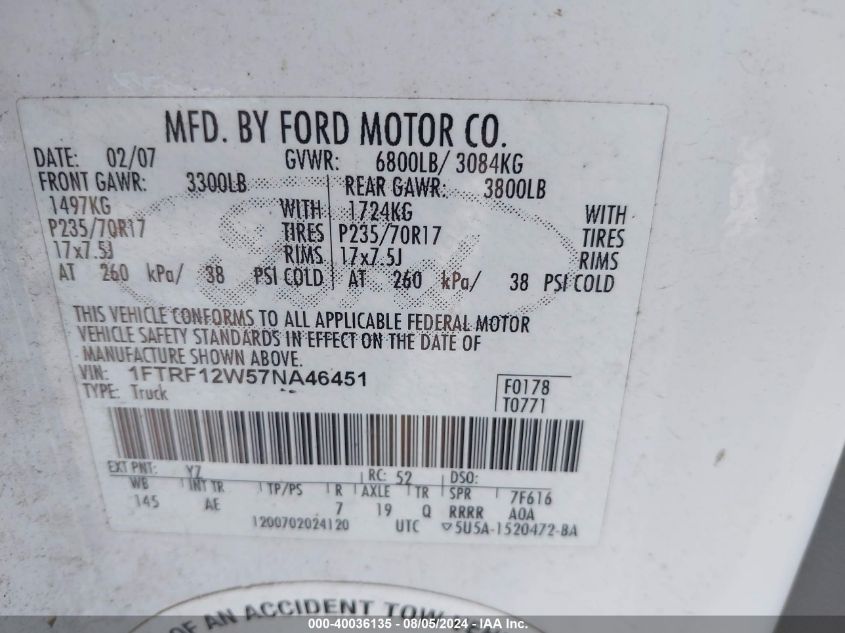 MFD. BY FORD MOTOR CO.
DATE: 02/07 GVWR: 6800LB/ 3084KG
FRONT GAWR: 3300LB REAR GAWR: 3800LB
1497KG WITH 1724KG WITH
P235/70R17 TIRES P235/70R17 TIRES
17x7.5J RIMS 17x7.5J RIMS
AT 260 kPa/ 38 PSI COLD AT 260 kPa/ 38 PSI COLD
THIS VEHICLE CONFORMS TO ALL APPLICABLE FEDERAL MOTOR
VEHICLE SAFETY STANDARDS IN EFFECT ON THE DATE OF
MANUFACTURE SHOWN ABOVE.
VIN: 1FTRF12W57NA46451 F0178
TYPE: Truck T0771
EXT PNT: YZ RC: 52 DSO:
WB INT TR TP/PS R AXLE TR SPR 7F616
145 AE 7 19 Q RRRR AOA
1200702024120 UTC ▽5U5A-1520472-BA
OF AN ACCIDENT TOW
000-40036135 - 08/05/2024 - IAA Inc.